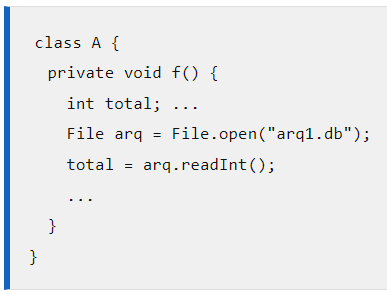 class A {
private void f() {
int total; ...
File arq = File.open("arq1.db");
total = arq.readInt();
...
}
}